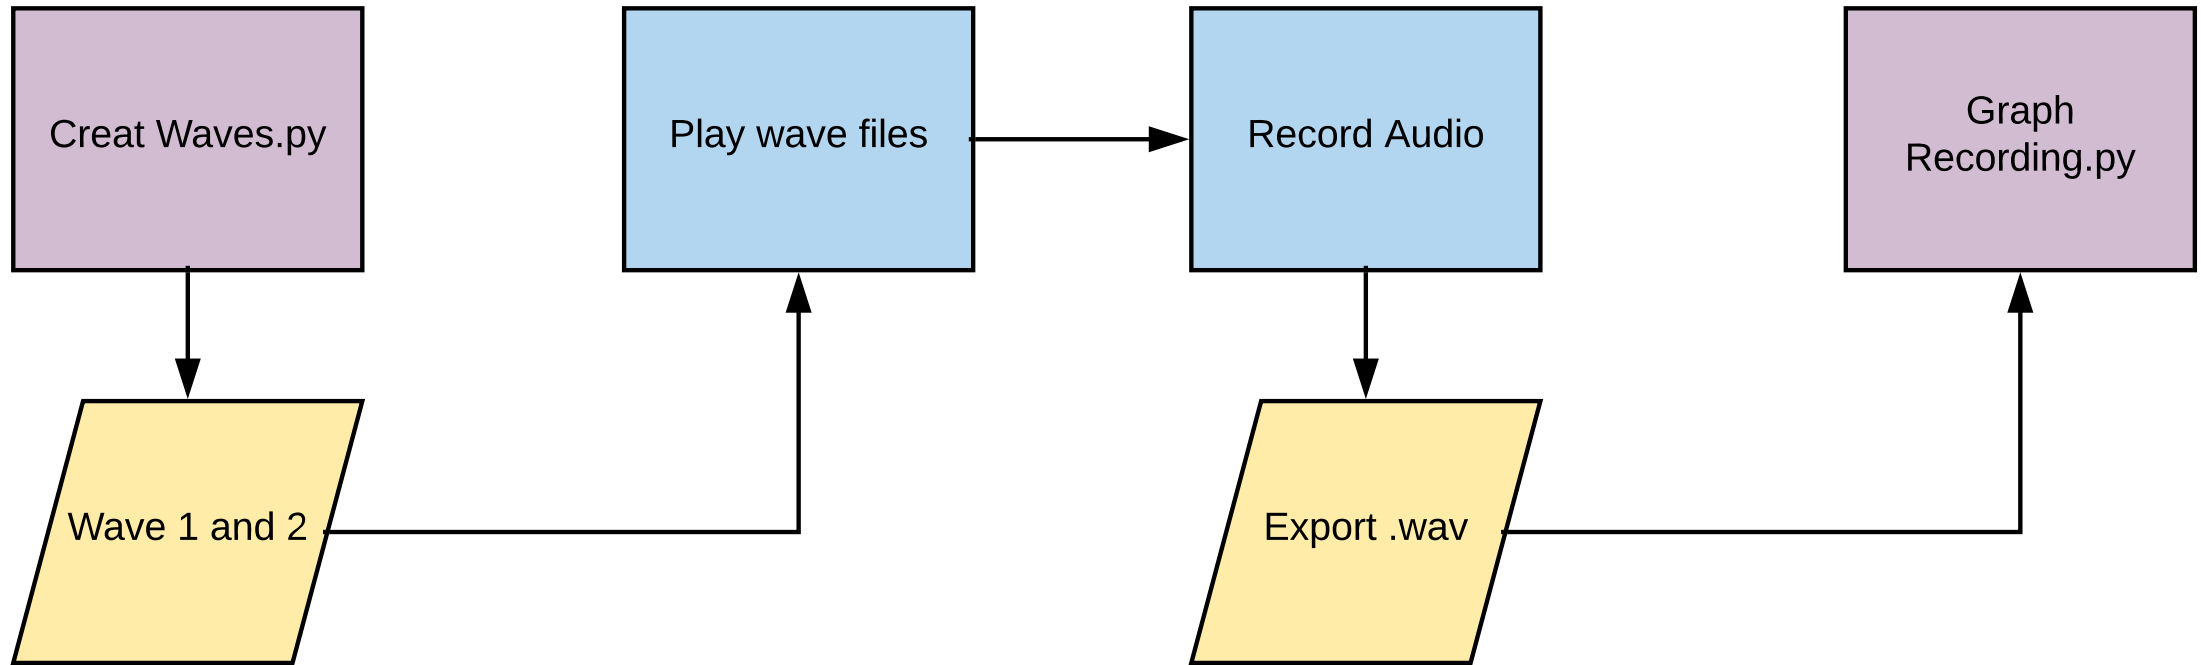 Creat Waves.py
Play wave files
Record Audio
Graph
Recording.py
Wave 1 and 2
Export .wav